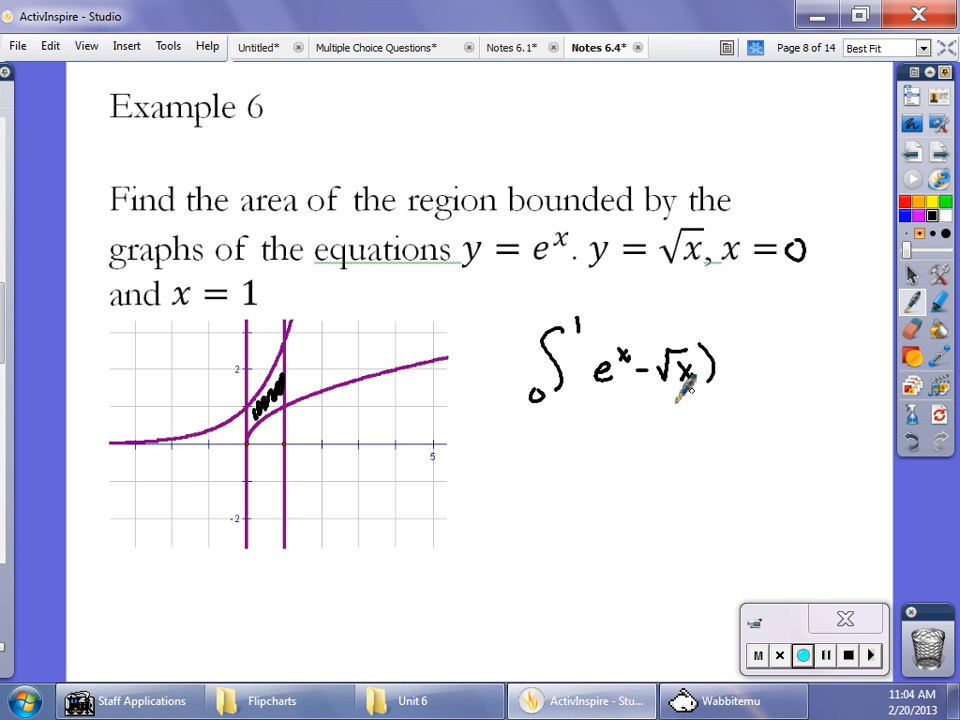 ActivInspire - Studio
File Edit View Insert Tools Help
Untitled* Multiple Choice Questions* Notes 6.1* Notes 6.4*
Page 8 of 14 Best Fit
Example 6
Find the area of the region bounded by the
graphs of the equations y = eˣ. y = √x, x = 0
and x = 1
∫₀¹ eˣ - √x)
2
5
-2
M
Staff Applications Flipcharts Unit 6 ActivInspire - Stu... Wabbitemu
11:04 AM
2/20/2013